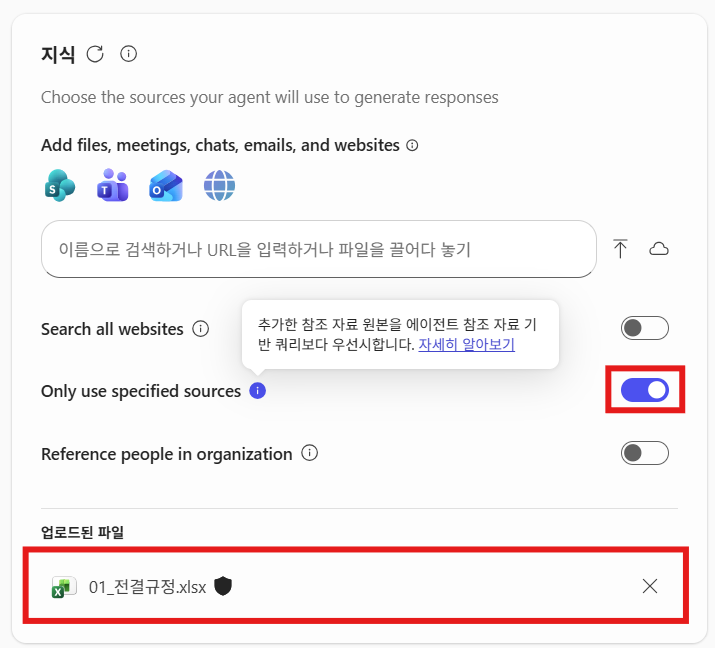 지식
Choose the sources your agent will use to generate responses
Add files, meetings, chats, emails, and websites
이름으로 검색하거나 URL을 입력하거나 파일을 끌어다 놓기
추가한 참조 자료 원본을 에이전트 참조 자료 기
반 쿼리보다 우선시합니다. 자세히 알아보기
Search all websites
Only use specified sources
Reference people in organization
업로드된 파일
01_전결규정.xlsx